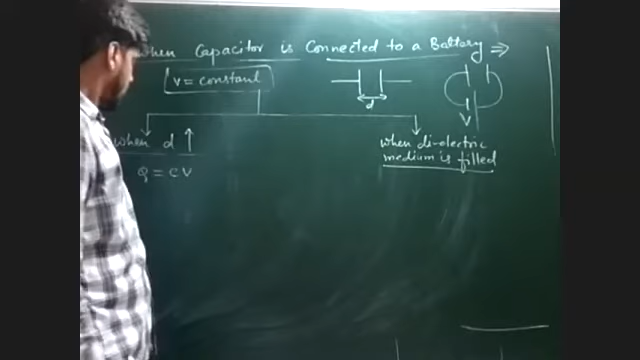 when Capacitor is Connected to a Battery ⇒
V = constant
d
V
when d ↑
Q = CV
when di-electric
medium is filled